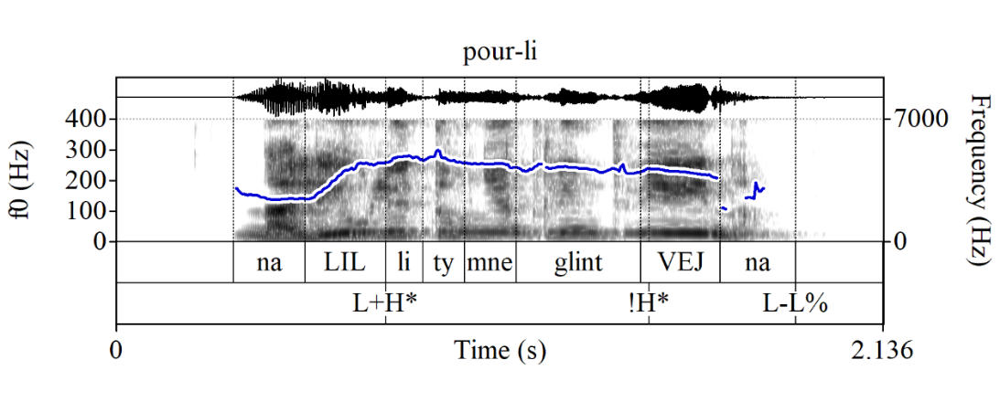 pour-li
400
300
200
100
0
f0 (Hz)
7000
0
Frequency (Hz)
na LIL li ty mne glint VEJ na
L+H* !H* L-L%
0 Time (s) 2.136